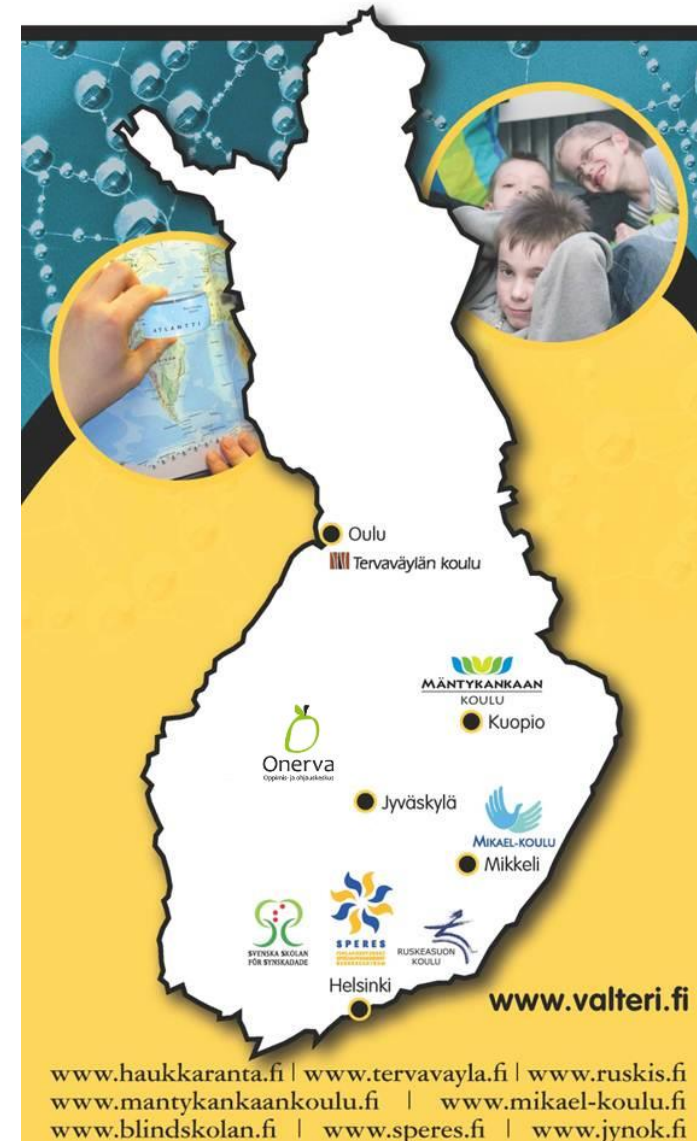 ATLANTTI
Oulu
Tervaväylän koulu
MÄNTYKANKAAN
KOULU
Kuopio
Onerva
Oppimis- ja ohjauskeskus
Jyväskylä
MIKAEL-KOULU
Mikkeli
SVENSKA SKOLAN
FÖR SYNSKADADE
SPERES
RUSKEASUON
KOULU
Helsinki
www.valteri.fi
www.haukkaranta.fi | www.tervavayla.fi | www.ruskis.fi
www.mantykankaankoulu.fi | www.mikael-koulu.fi
www.blindskolan.fi | www.speres.fi | www.jynok.fi